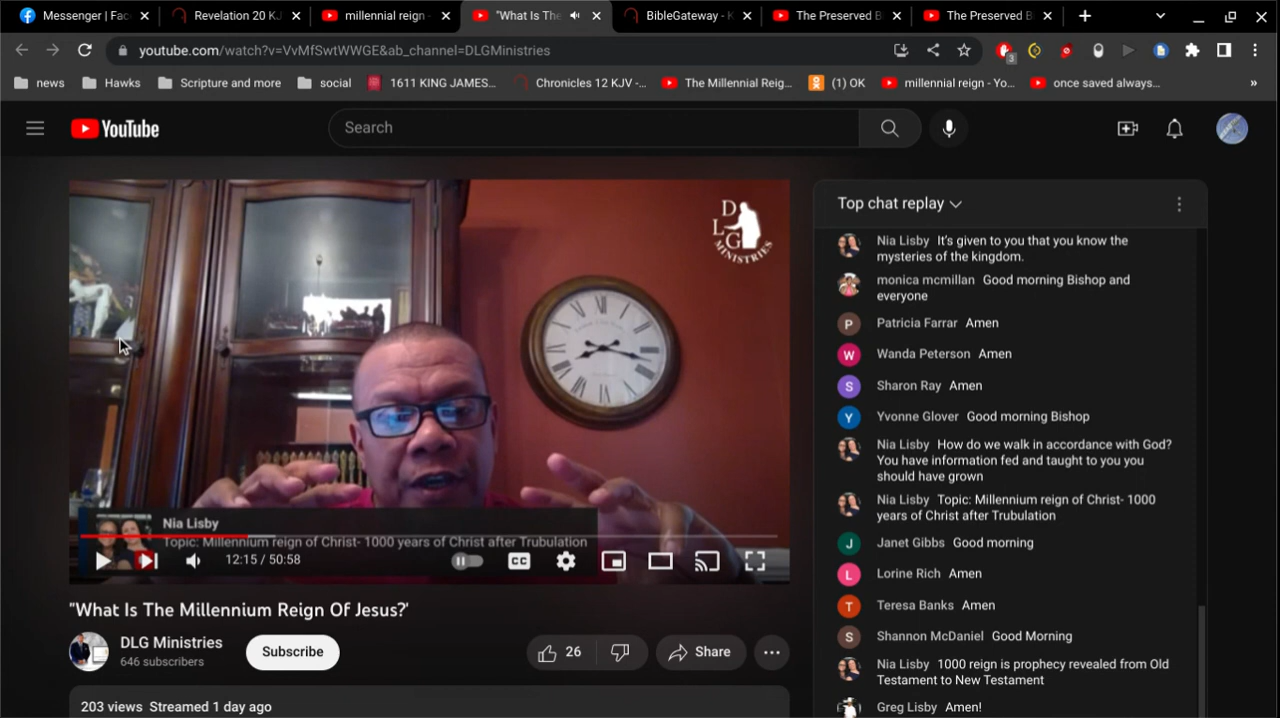 Messenger | Fac
Revelation 20 KJ
millennial reign -
"What Is The
BibleGateway - K
The Preserved B
The Preserved B
youtube.com/watch?v=VvMfSwtWWGE&ab_channel=DLGMinistries
3
news
Hawks
Scripture and more
social
1611 KING JAMES...
Chronicles 12 KJV -...
The Millennial Reig...
(1) OK
millennial reign - Yo...
once saved always...
»
YouTube
Search
D
L
G
MINISTRIES
Nia Lisby
Topic: Millennium reign of Christ- 1000 years of Christ after Trubulation
12:15 / 50:58
CC
"What Is The Millennium Reign Of Jesus?'
DLG Ministries
646 subscribers
Subscribe
26
Share
203 views Streamed 1 day ago
Top chat replay
Nia Lisby It's given to you that you know the
mysteries of the kingdom.
monica mcmillan Good morning Bishop and
everyone
P Patricia Farrar Amen
W Wanda Peterson Amen
S Sharon Ray Amen
Y Yvonne Glover Good morning Bishop
Nia Lisby How do we walk in accordance with God?
You have information fed and taught to you you
should have grown
Nia Lisby Topic: Millennium reign of Christ- 1000
years of Christ after Trubulation
J Janet Gibbs Good morning
L Lorine Rich Amen
T Teresa Banks Amen
S Shannon McDaniel Good Morning
Nia Lisby 1000 reign is prophecy revealed from Old
Testament to New Testament
Greg Lisby Amen!